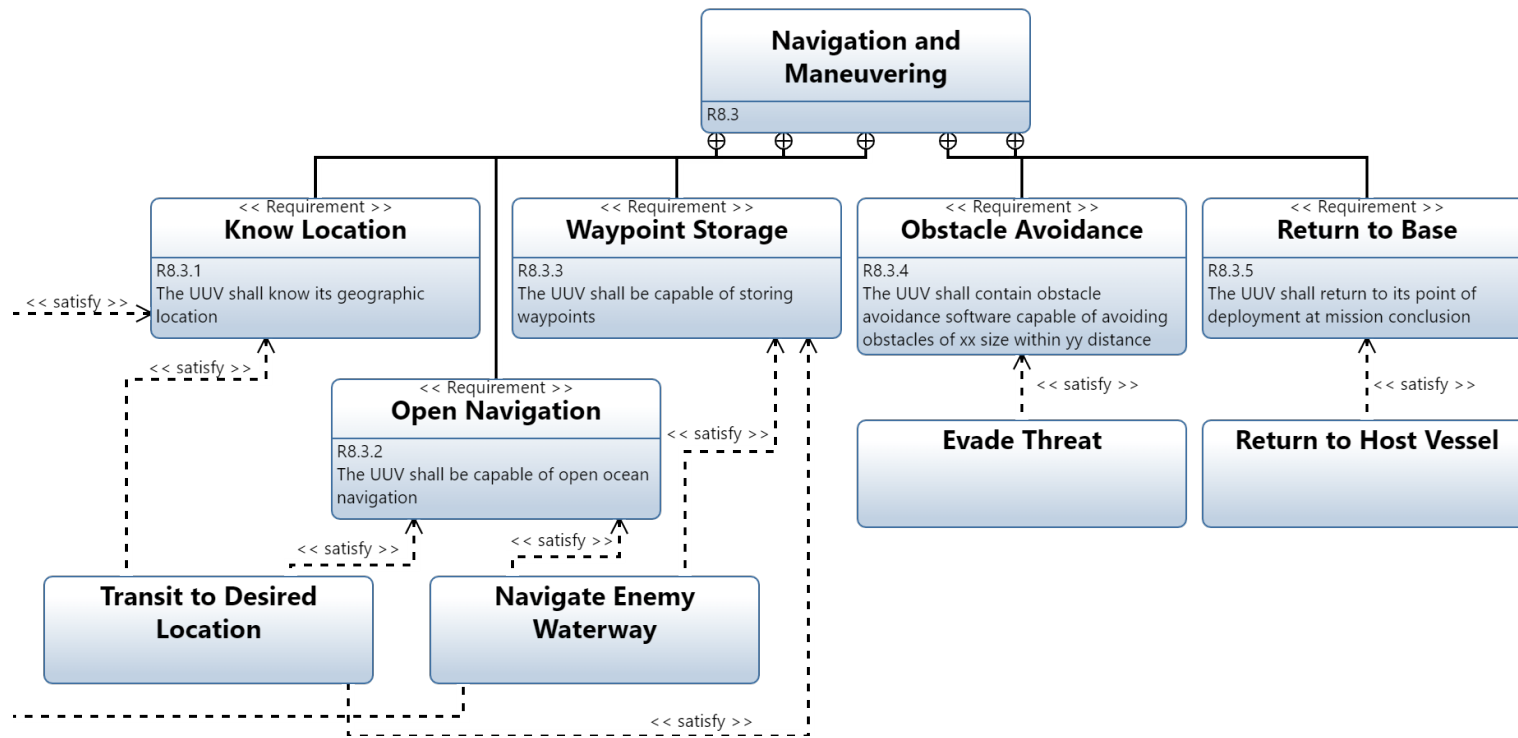 Navigation and
Maneuvering
R8.3
<< Requirement >>
Know Location
R8.3.1
The UUV shall know its geographic
location
<< Requirement >>
Waypoint Storage
R8.3.3
The UUV shall be capable of storing
waypoints
<< Requirement >>
Obstacle Avoidance
R8.3.4
The UUV shall contain obstacle
avoidance software capable of avoiding
obstacles of xx size within yy distance
<< Requirement >>
Return to Base
R8.3.5
The UUV shall return to its point of
deployment at mission conclusion
<< satisfy >>
<< satisfy >>
<< Requirement >>
Open Navigation
R8.3.2
The UUV shall be capable of open ocean
navigation
<< satisfy >>
<< satisfy >>
<< satisfy >>
Evade Threat
Return to Host Vessel
<< satisfy >>
<< satisfy >>
Transit to Desired
Location
Navigate Enemy
Waterway
<< satisfy >>